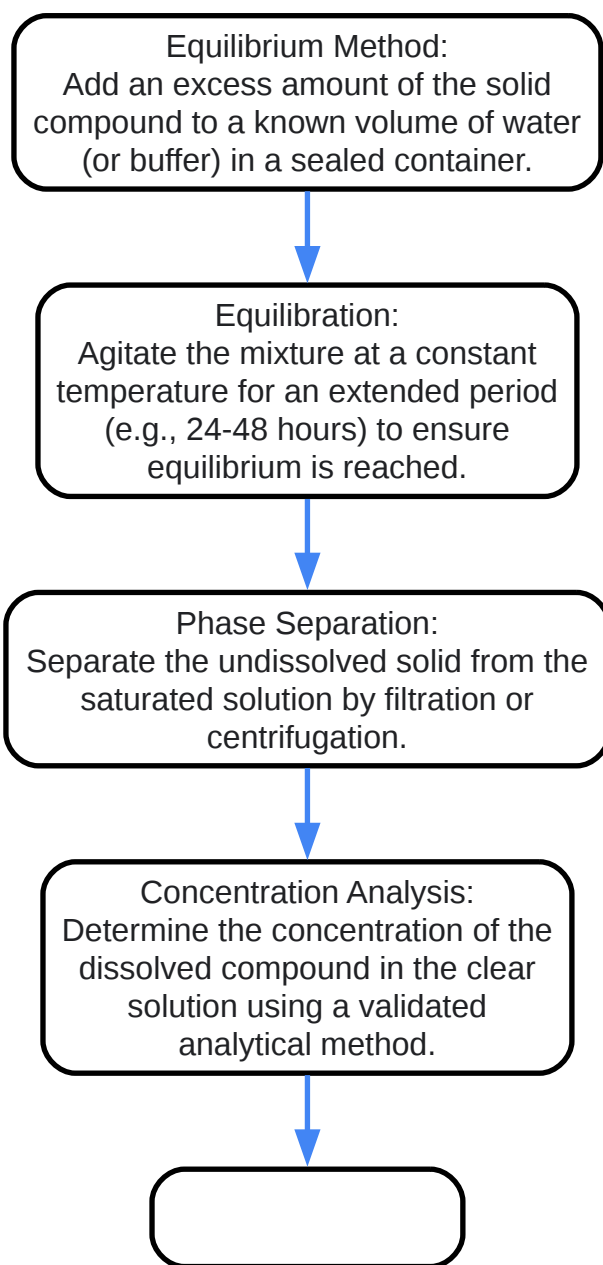 Equilibrium Method:
Add an excess amount of the solid
compound to a known volume of water
(or buffer) in a sealed container.
Equilibration:
Agitate the mixture at a constant
temperature for an extended period
(e.g., 24-48 hours) to ensure
equilibrium is reached.
Phase Separation:
Separate the undissolved solid from the
saturated solution by filtration or
centrifugation.
Concentration Analysis:
Determine the concentration of the
dissolved compound in the clear
solution using a validated
analytical method.